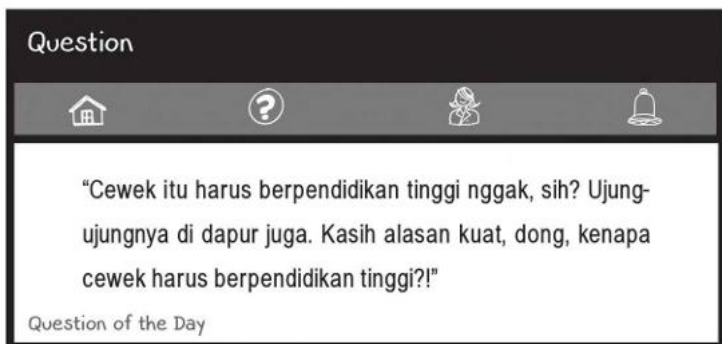 Question
?
“Cewek itu harus berpendidikan tinggi nggak, sih? Ujung-
ujungnya di dapur juga. Kasih alasan kuat, dong, kenapa
cewek harus berpendidikan tinggi?!”
Question of the Day